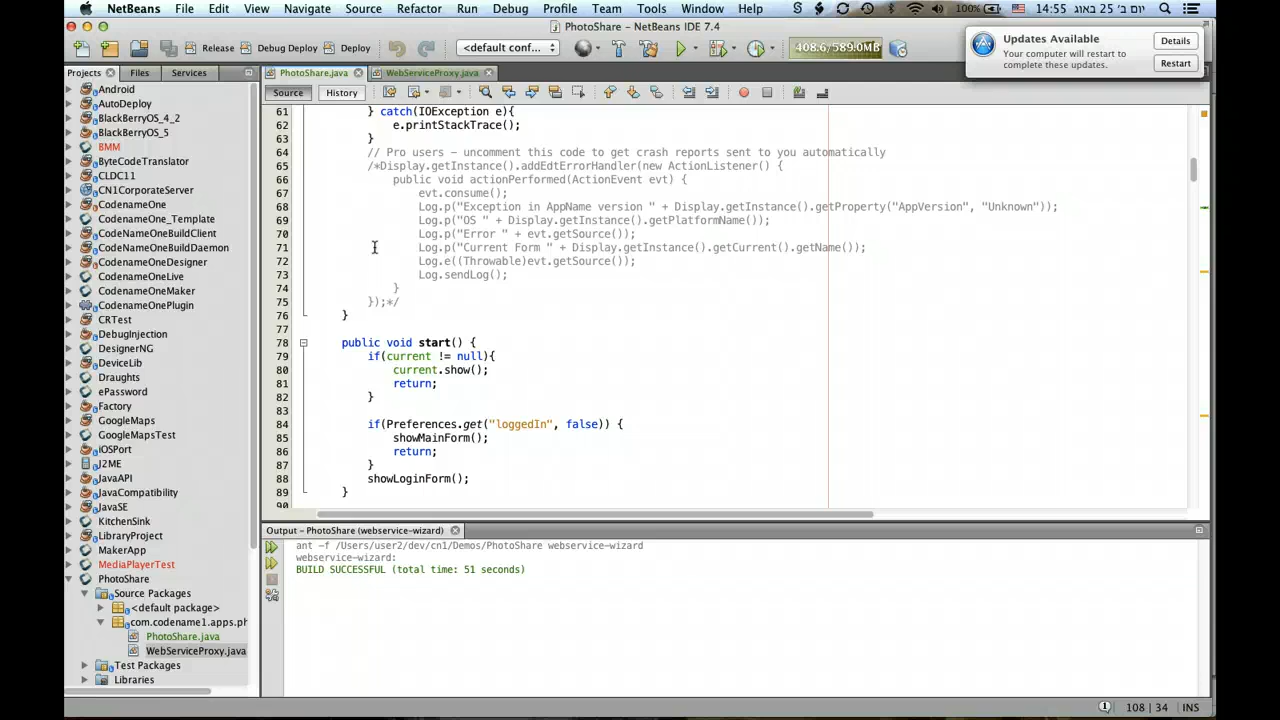 NetBeans File Edit View Navigate Source Refactor Run Debug Profile Team Tools Window Help 100% 14:55 יום ב׳ 25 באוג
PhotoShare - NetBeans IDE 7.4
Release Debug Deploy Deploy <default conf... 408.6/589.0MB
Updates Available
Your computer will restart to complete these updates.
Details
Restart
Projects Files Services
PhotoShare.java WebServiceProxy.java
Source History
Android
AutoDeploy
BlackBerryOS_4_2
BlackBerryOS_5
BMM
ByteCodeTranslator
CLDC11
CN1CorporateServer
CodenameOne
CodenameOne_Template
CodeNameOneBuildClient
CodeNameOneBuildDaemon
CodeNameOneDesigner
CodenameOneLive
CodenameOneMaker
CodenameOnePlugin
CRTest
DebugInjection
DesignerNG
DeviceLib
Draughts
ePassword
Factory
GoogleMaps
GoogleMapsTest
iOSPort
J2ME
JavaAPI
JavaCompatibility
JavaSE
KitchenSink
LibraryProject
MakerApp
MediaPlayerTest
PhotoShare
Source Packages
<default package>
com.codename1.apps.ph
PhotoShare.java
WebServiceProxy.java
Test Packages
Libraries
61 } catch(IOException e){
62 e.printStackTrace();
63 }
64 // Pro users - uncomment this code to get crash reports sent to you automatically
65 /*Display.getInstance().addEdtErrorHandler(new ActionListener() {
66 public void actionPerformed(ActionEvent evt) {
67 evt.consume();
68 Log.p("Exception in AppName version " + Display.getInstance().getProperty("AppVersion", "Unknown"));
69 Log.p("OS " + Display.getInstance().getPlatformName());
70 Log.p("Error " + evt.getSource());
71 Log.p("Current Form " + Display.getInstance().getCurrent().getName());
72 Log.e((Throwable)evt.getSource());
73 Log.sendLog();
74 }
75 });*/
76 }
77
78 public void start() {
79 if(current != null){
80 current.show();
81 return;
82 }
83
84 if(Preferences.get("loggedIn", false)) {
85 showMainForm();
86 return;
87 }
88 showLoginForm();
89 }
90
Output - PhotoShare (webservice-wizard)
ant -f /Users/user2/dev/cn1/Demos/PhotoShare webservice-wizard
webservice-wizard:
BUILD SUCCESSFUL (total time: 51 seconds)
108 | 34 INS